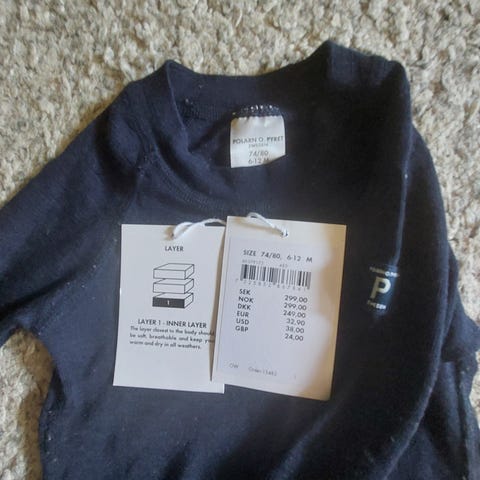 POLARN O. PYRET
SWEDEN
74/80
6-12 M
LAYER
1
LAYER 1 - INNER LAYER
The layer closest to the body should
be soft, breathable and keep you
warm and dry in all weathers.
SIZE 74/80, 6-12 M
SEK 299,00
NOK 299,00
DKK 249,00
EUR 32,90
USD 38,00
GBP 24,00
P
SWEDEN